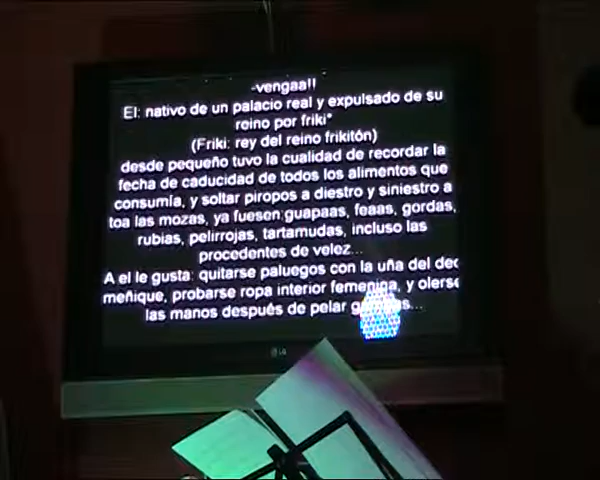 -vengaa!!
El: nativo de un palacio real y expulsado de su
reino por friki*
(Friki: rey del reino frikitón)
desde pequeño tuvo la cualidad de recordar la
fecha de caducidad de todos los alimentos que
consumía, y soltar piropos a diestro y siniestro a
toa las mozas, ya fuesen:guapaas, feaas, gordas,
rubias, pelirrojas, tartamudas, incluso las
procedentes de velez...
A el le gusta: quitarse paluegos con la uña del ded
meñique, probarse ropa interior femenina, y olerse
las manos después de pelar
LG